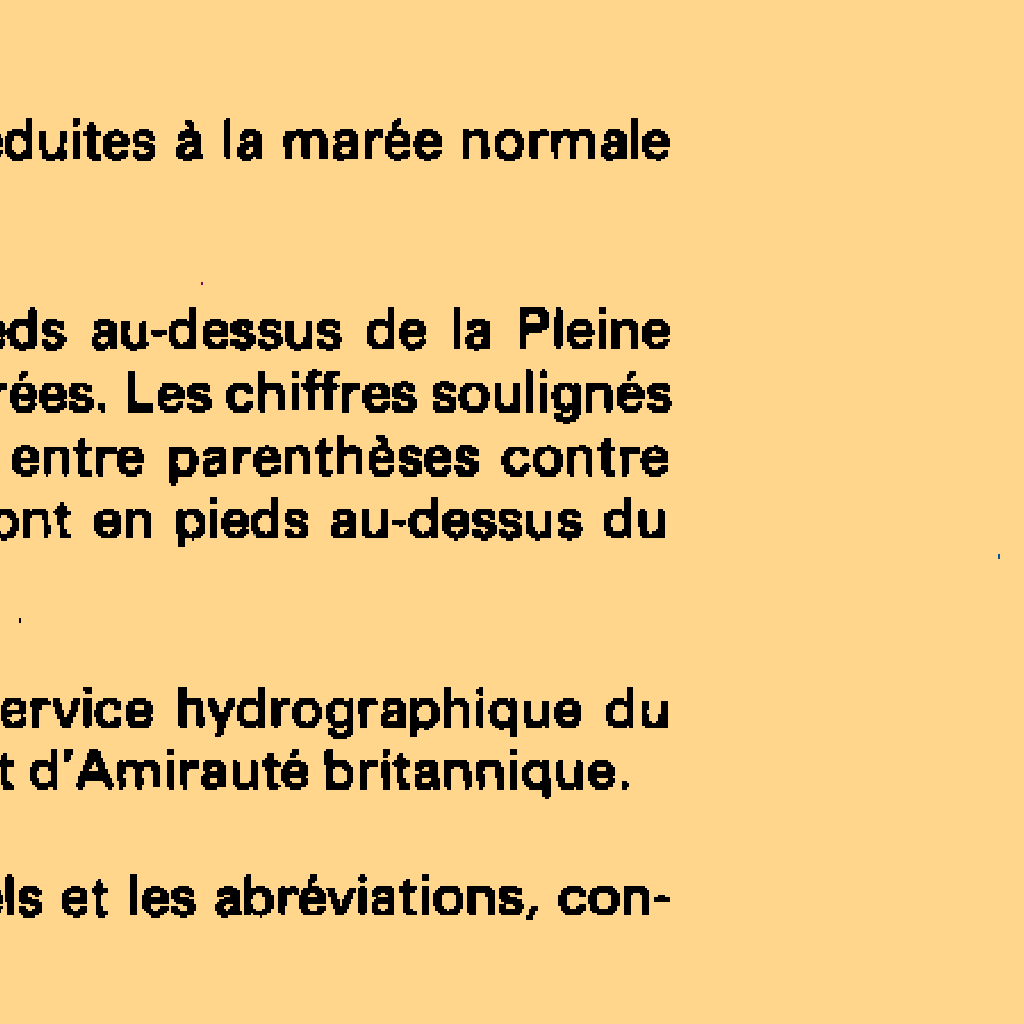 éduites à la marée normale
eds au-dessus de la Pleine
rées. Les chiffres soulignés
entre parenthèses contre
ont en pieds au-dessus du
ervice hydrographique du
t d'Amirauté britannique.
els et les abréviations, con-